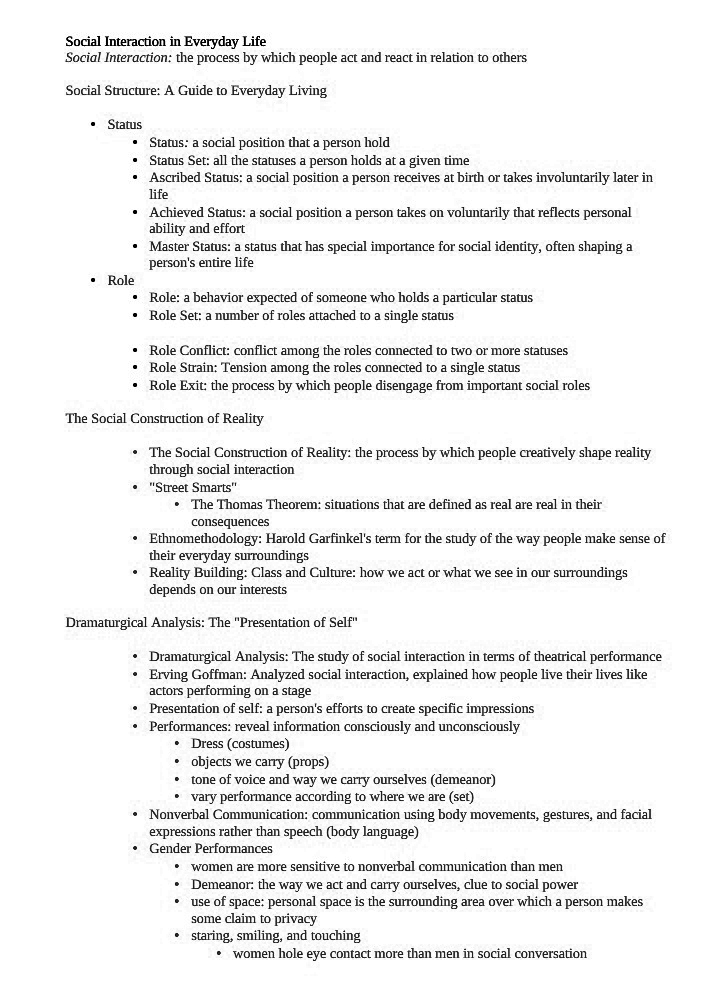 Social Interaction in Everyday Life
Social Interaction: the process by which people act and react in relation to others
Social Structure: A Guide to Everyday Living
• Status
• Status: a social position that a person hold
• Status Set: all the statuses a person holds at a given time
• Ascribed Status: a social position a person receives at birth or takes involuntarily later in
life
• Achieved Status: a social position a person takes on voluntarily that reflects personal
ability and effort
• Master Status: a status that has special importance for social identity, often shaping a
person's entire life
• Role
• Role: a behavior expected of someone who holds a particular status
• Role Set: a number of roles attached to a single status
• Role Conflict: conflict among the roles connected to two or more statuses
• Role Strain: Tension among the roles connected to a single status
• Role Exit: the process by which people disengage from important social roles
The Social Construction of Reality
• The Social Construction of Reality: the process by which people creatively shape reality
through social interaction
• "Street Smarts"
• The Thomas Theorem: situations that are defined as real are real in their
consequences
• Ethnomethodology: Harold Garfinkel's term for the study of the way people make sense of
their everyday surroundings
• Reality Building: Class and Culture: how we act or what we see in our surroundings
depends on our interests
Dramaturgical Analysis: The "Presentation of Self"
• Dramaturgical Analysis: The study of social interaction in terms of theatrical performance
• Erving Goffman: Analyzed social interaction, explained how people live their lives like
actors performing on a stage
• Presentation of self: a person's efforts to create specific impressions
• Performances: reveal information consciously and unconsciously
• Dress (costumes)
• objects we carry (props)
• tone of voice and way we carry ourselves (demeanor)
• vary performance according to where we are (set)
• Nonverbal Communication: communication using body movements, gestures, and facial
expressions rather than speech (body language)
• Gender Performances
• women are more sensitive to nonverbal communication than men
• Demeanor: the way we act and carry ourselves, clue to social power
• use of space: personal space is the surrounding area over which a person makes
some claim to privacy
• staring, smiling, and touching
• women hole eye contact more than men in social conversation